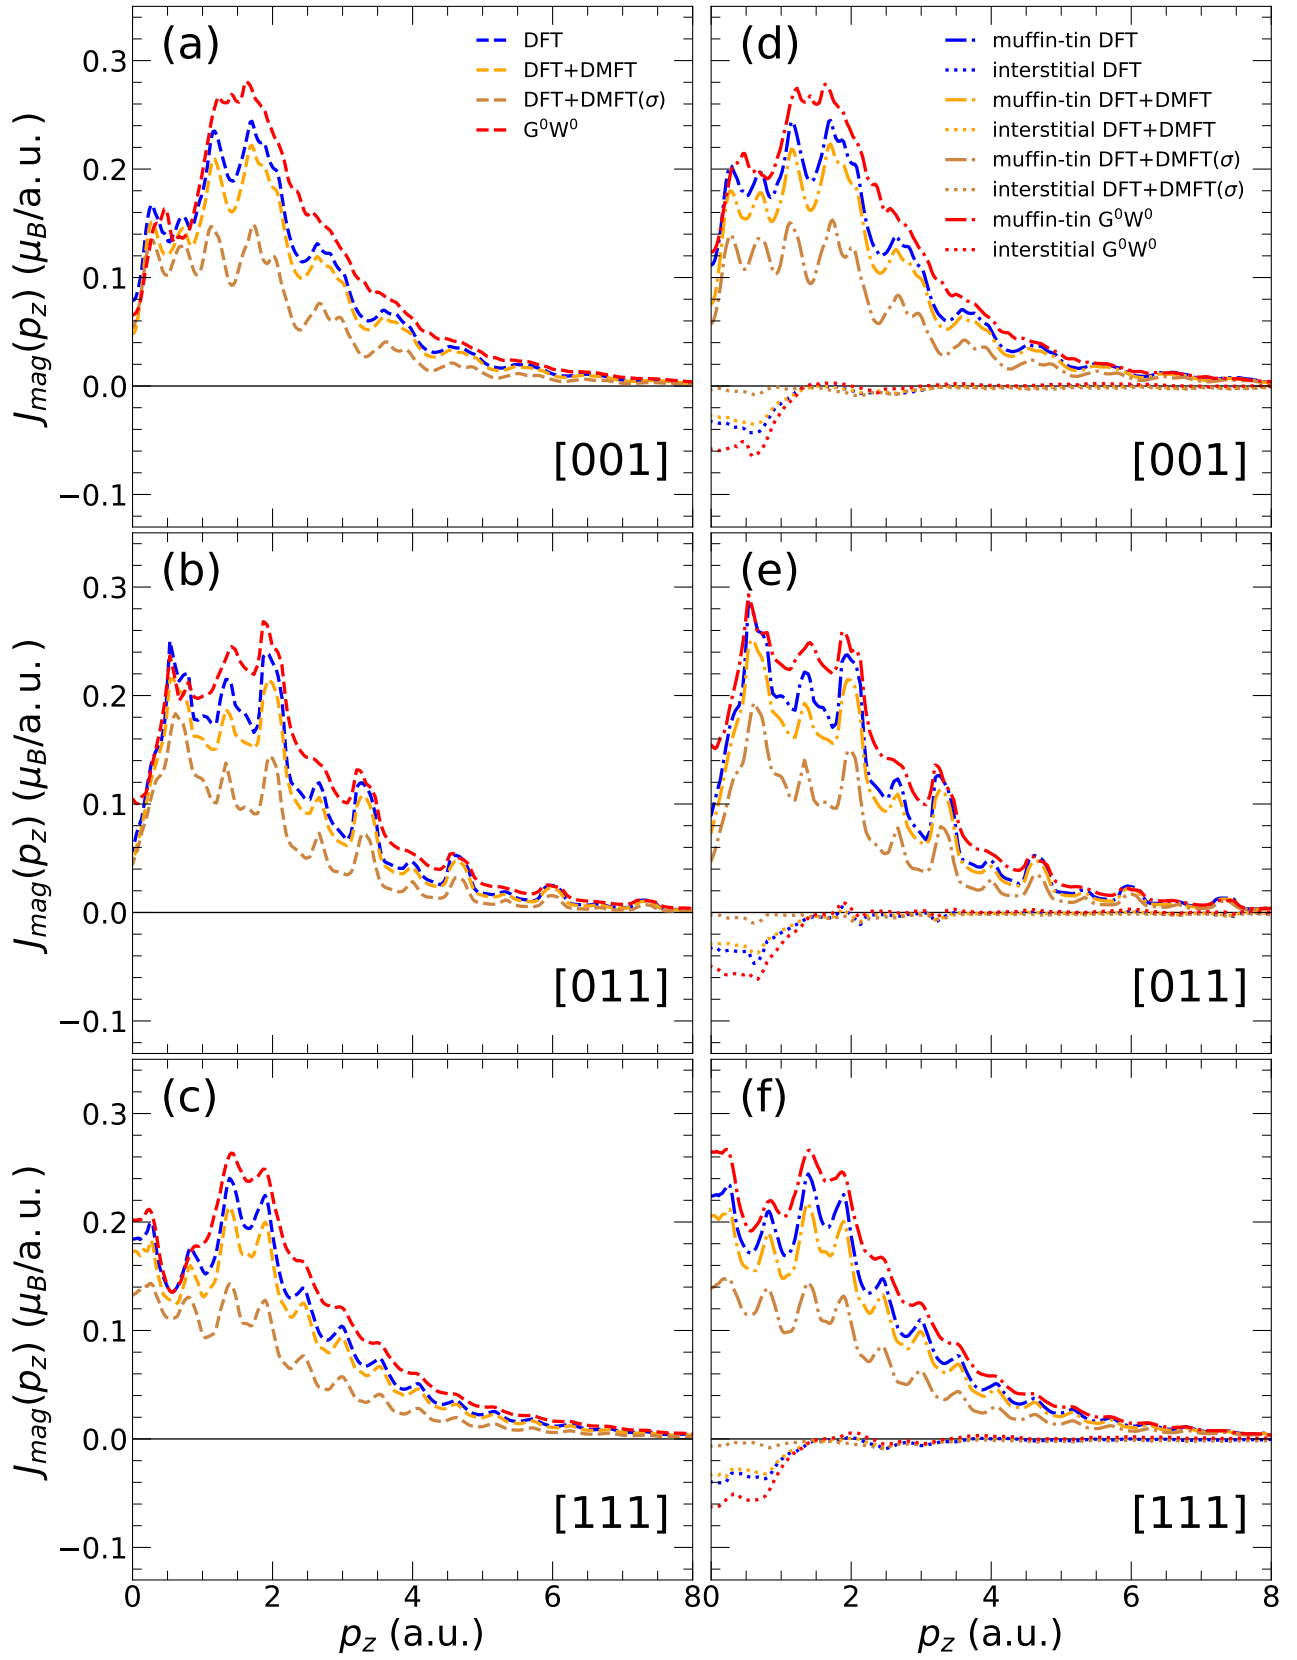 (a)
DFT
DFT+DMFT
DFT+DMFT(σ)
G⁰W⁰
0.3
0.2
0.1
0.0
−0.1
J_mag(p_z) (μ_B/a. u.)
[001]
(d)
muffin-tin DFT
interstitial DFT
muffin-tin DFT+DMFT
interstitial DFT+DMFT
muffin-tin DFT+DMFT(σ)
interstitial DFT+DMFT(σ)
muffin-tin G⁰W⁰
interstitial G⁰W⁰
[001]
(b)
0.3
0.2
0.1
0.0
−0.1
J_mag(p_z) (μ_B/a. u.)
[011]
(e)
[011]
(c)
0.3
0.2
0.1
0.0
−0.1
J_mag(p_z) (μ_B/a. u.)
[111]
(f)
[111]
0 2 4 6 8
0 2 4 6 8
p_z (a.u.)
p_z (a.u.)